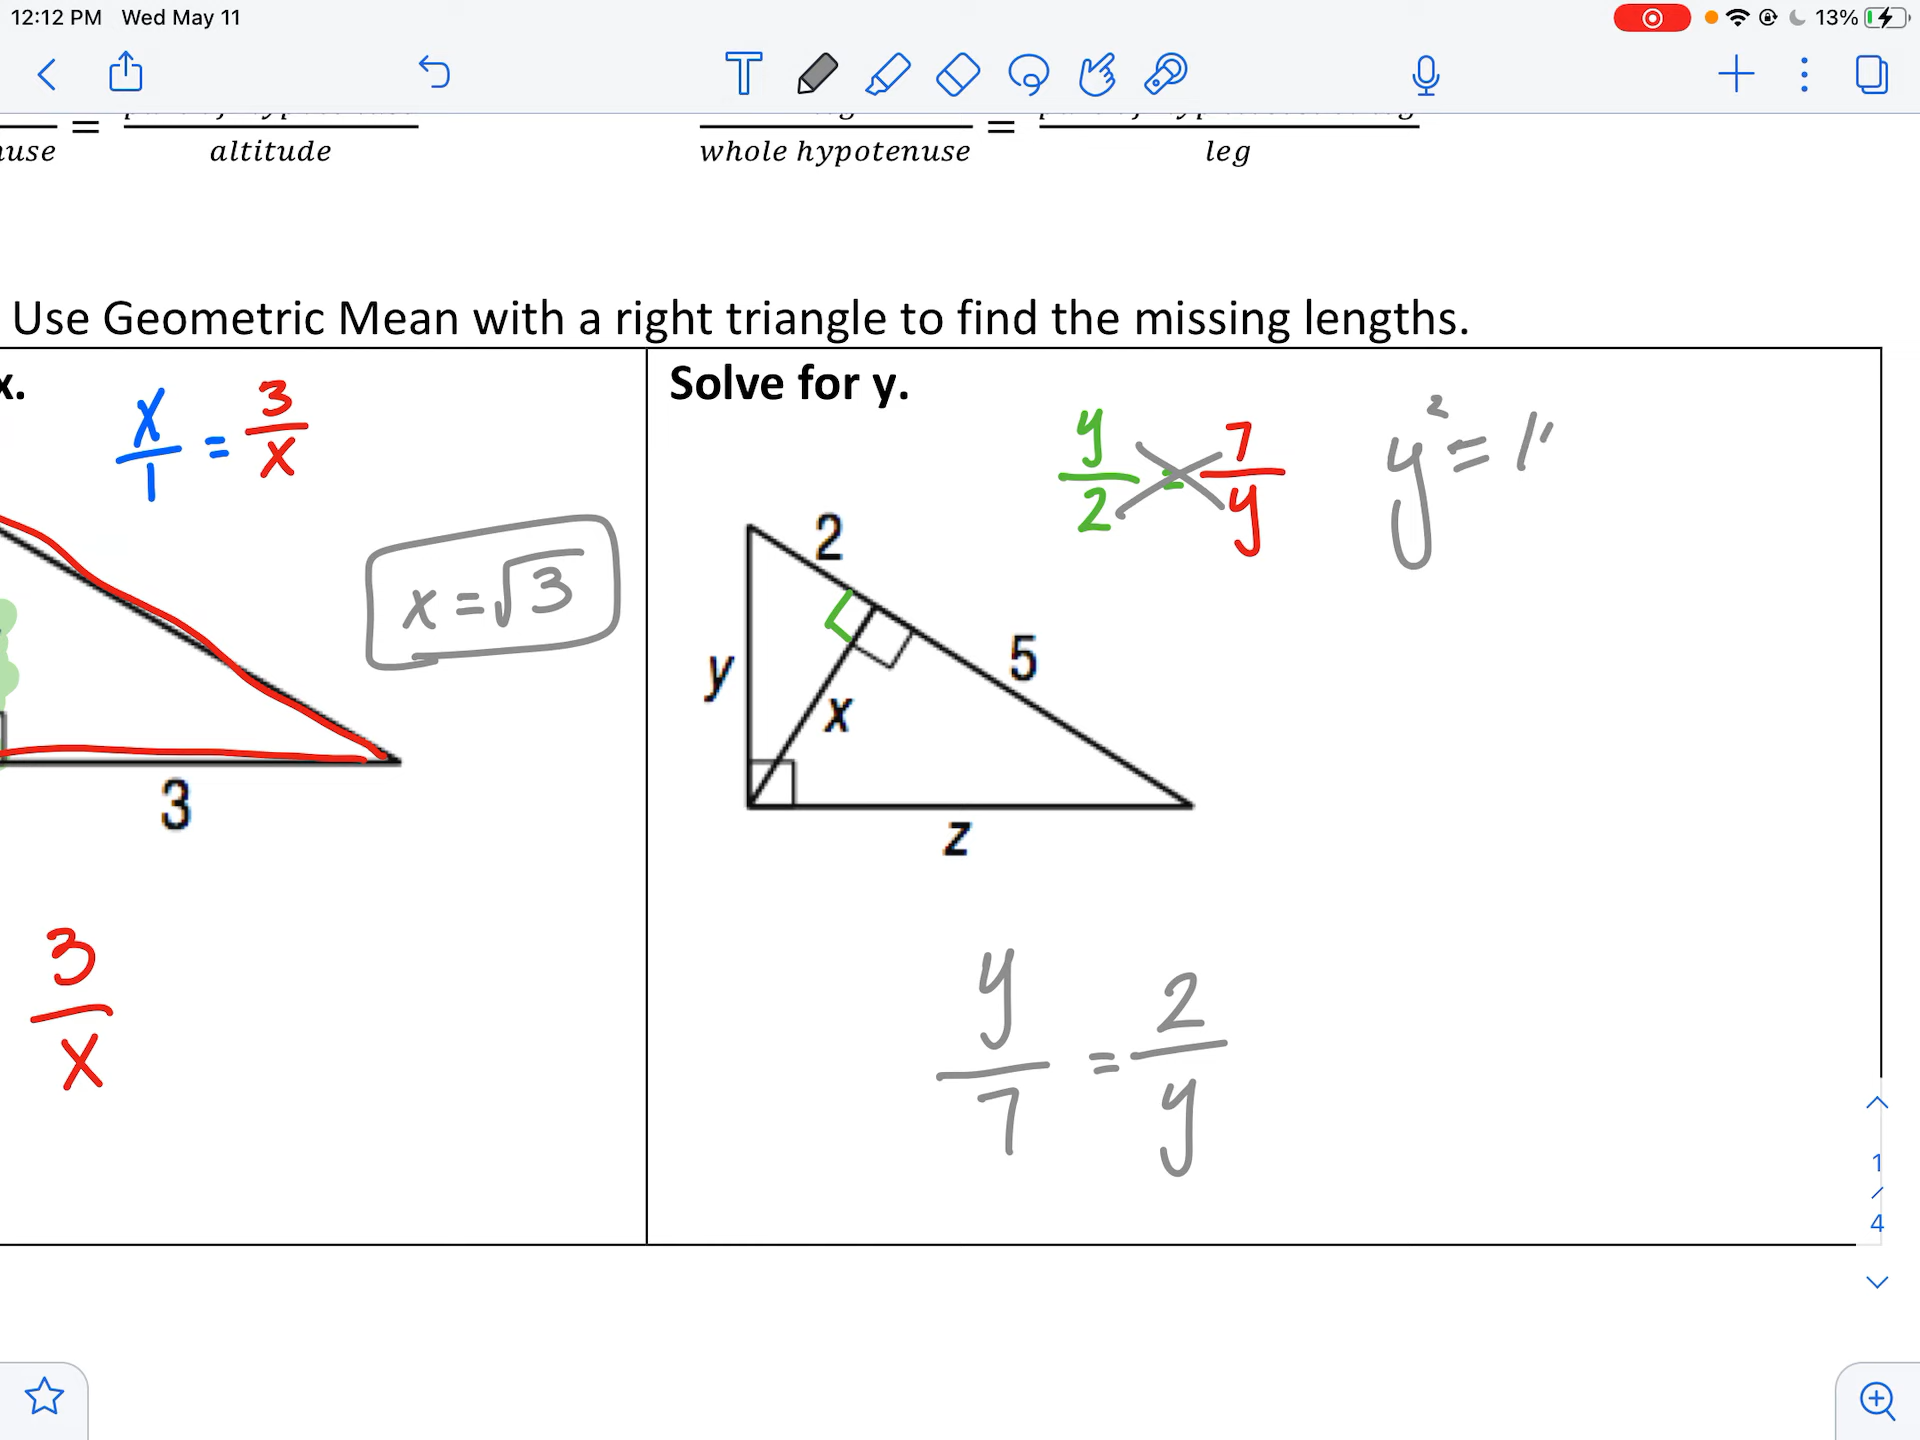 12:12 PM Wed May 11
13%
= altitude
whole hypotenuse = leg
Use Geometric Mean with a right triangle to find the missing lengths.
x.
x/1 = 3/x
x = √3
3
3/x
Solve for y.
y/2 = 7/y
y² = 1
2
5
y
x
z
y/7 = 2/y
1
/
4